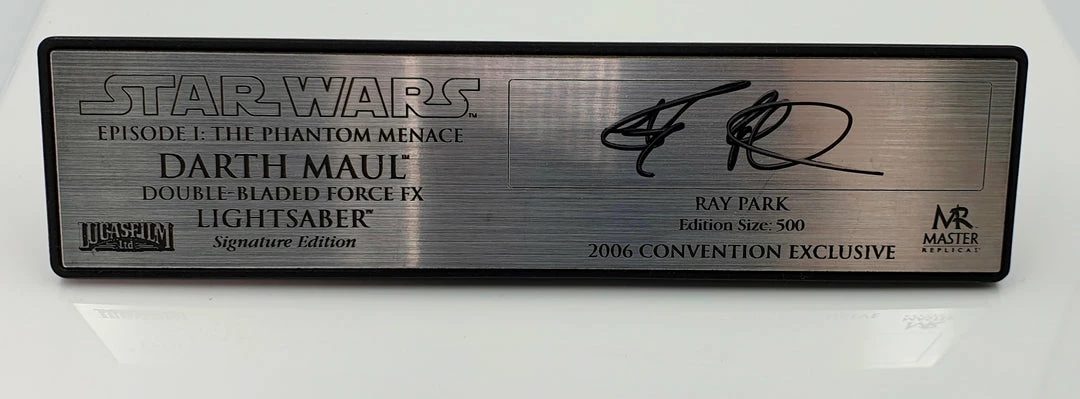 STAR WARS™
EPISODE I: THE PHANTOM MENACE
DARTH MAUL™
DOUBLE-BLADED FORCE FX
LIGHTSABER™
Signature Edition
LUCASFILM
Ltd
RAY PARK
Edition Size: 500
2006 CONVENTION EXCLUSIVE
MR
MASTER
REPLICAS